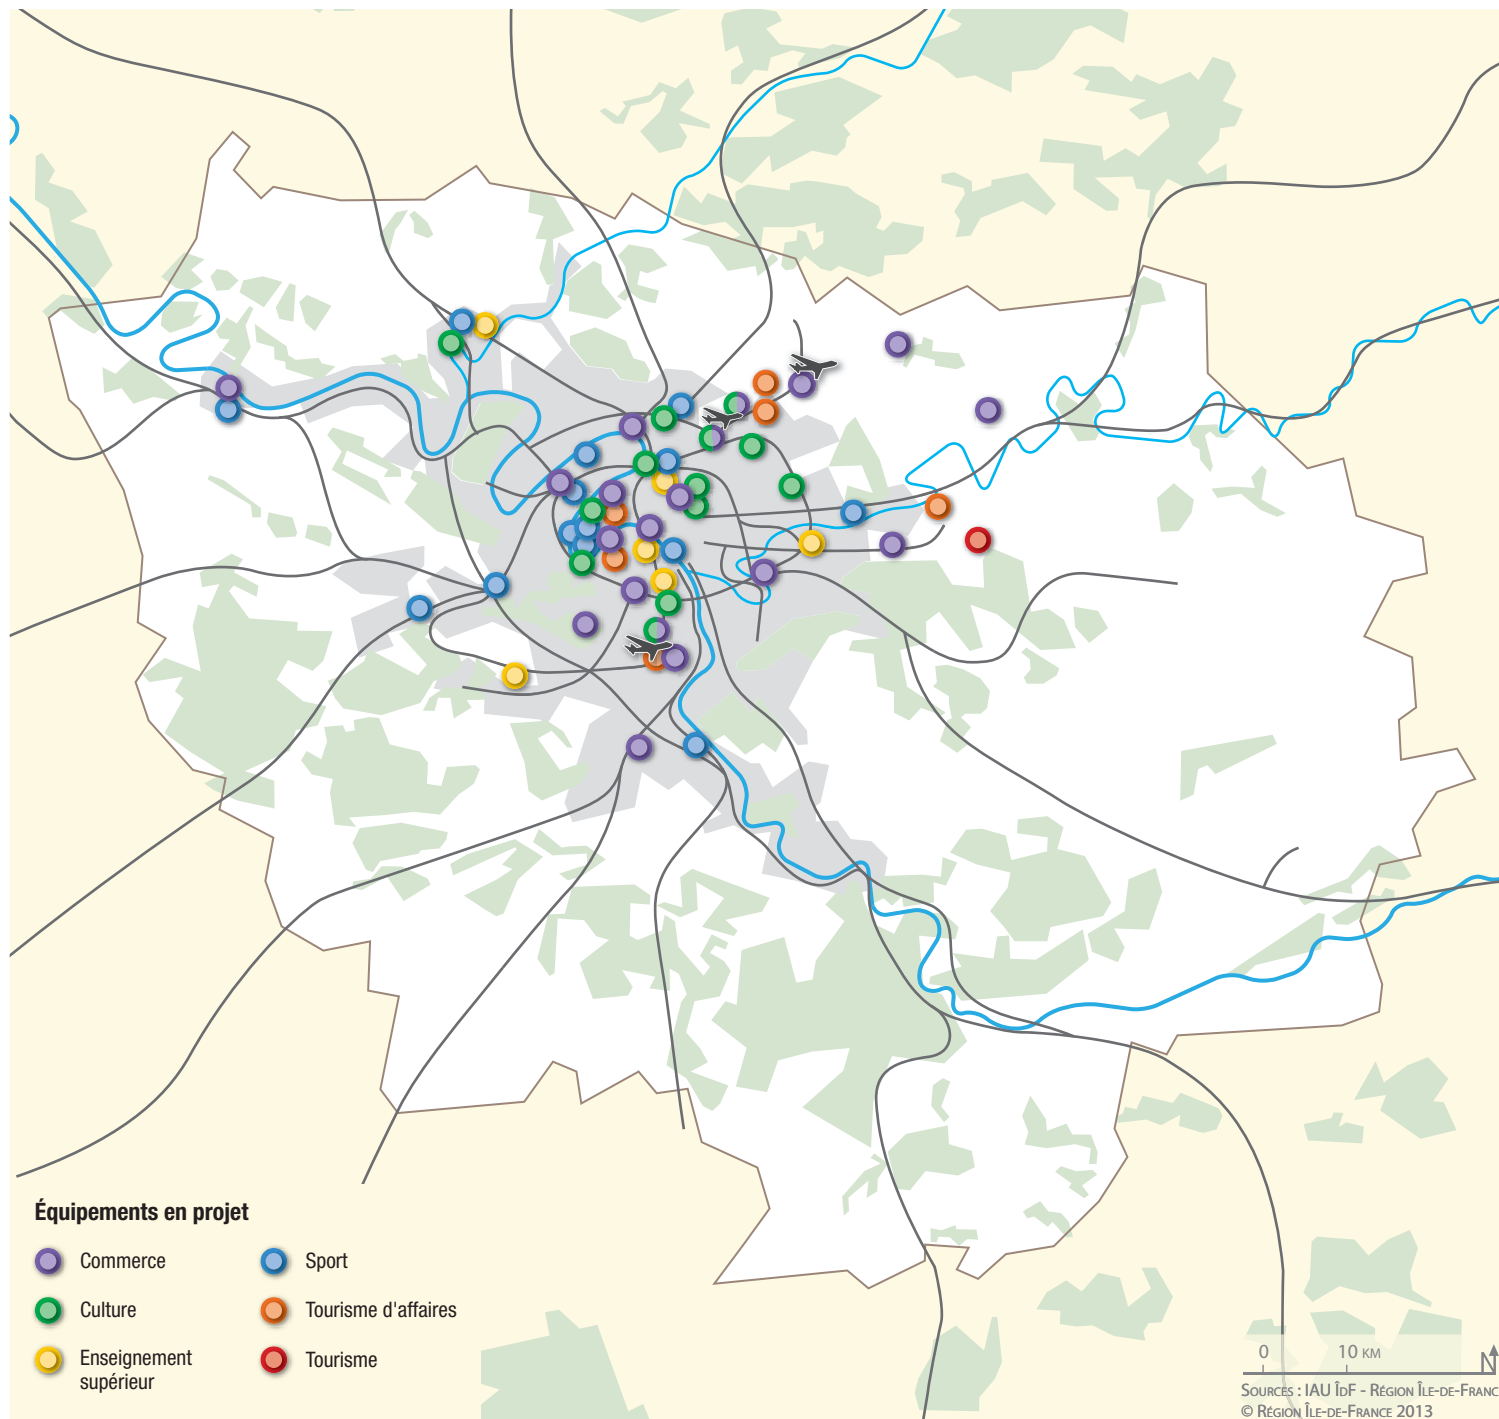 Équipements en projet
Commerce
Sport
Culture
Tourisme d'affaires
Enseignement
supérieur
Tourisme
0 10 KM
N
SOURCES : IAU ÎDF - RÉGION ÎLE-DE-FRANC
© RÉGION ÎLE-DE-FRANCE 2013